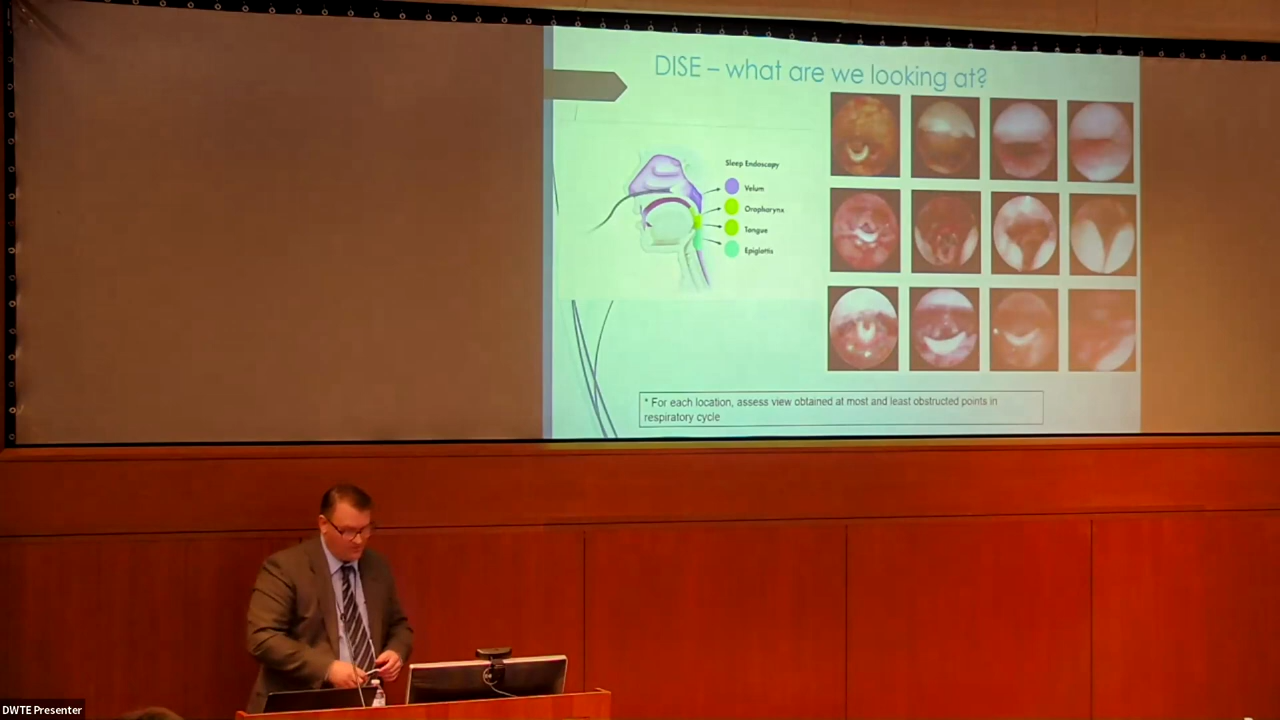 DISE – what are we looking at?
Sleep Endoscopy
Velum
Oropharynx
Tongue
Epiglottis
* For each location, assess view obtained at most and least obstructed points in
respiratory cycle
DWTE Presenter